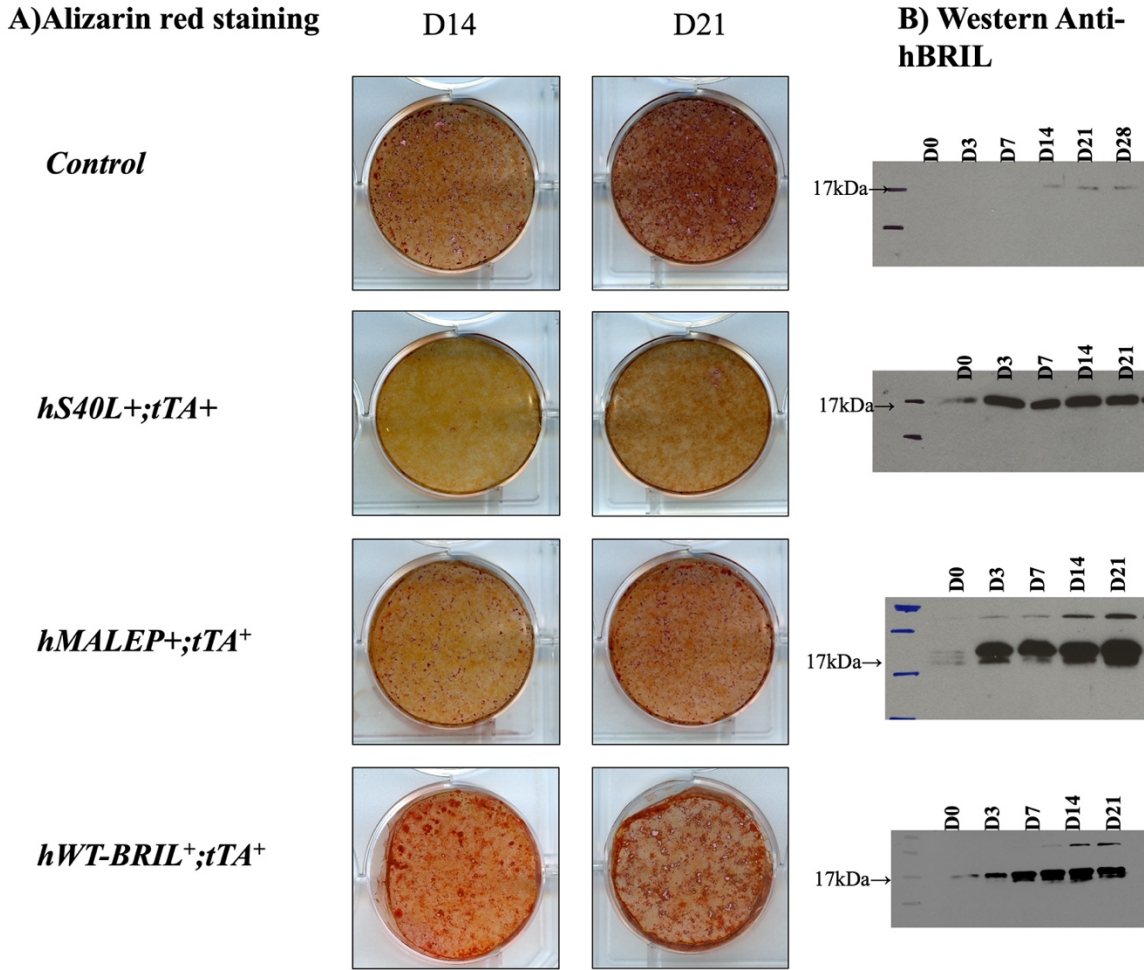 A)Alizarin red staining
D14
D21
B) Western Anti-
hBRIL
Control
D0
D3
D7
D14
D21
D28
17kDa→
hS40L+;tTA+
D0
D3
D7
D14
D21
17kDa→
hMALEP+;tTA⁺
D0
D3
D7
D14
D21
17kDa→
hWT-BRIL⁺;tTA⁺
D0
D3
D7
D14
D21
17kDa→